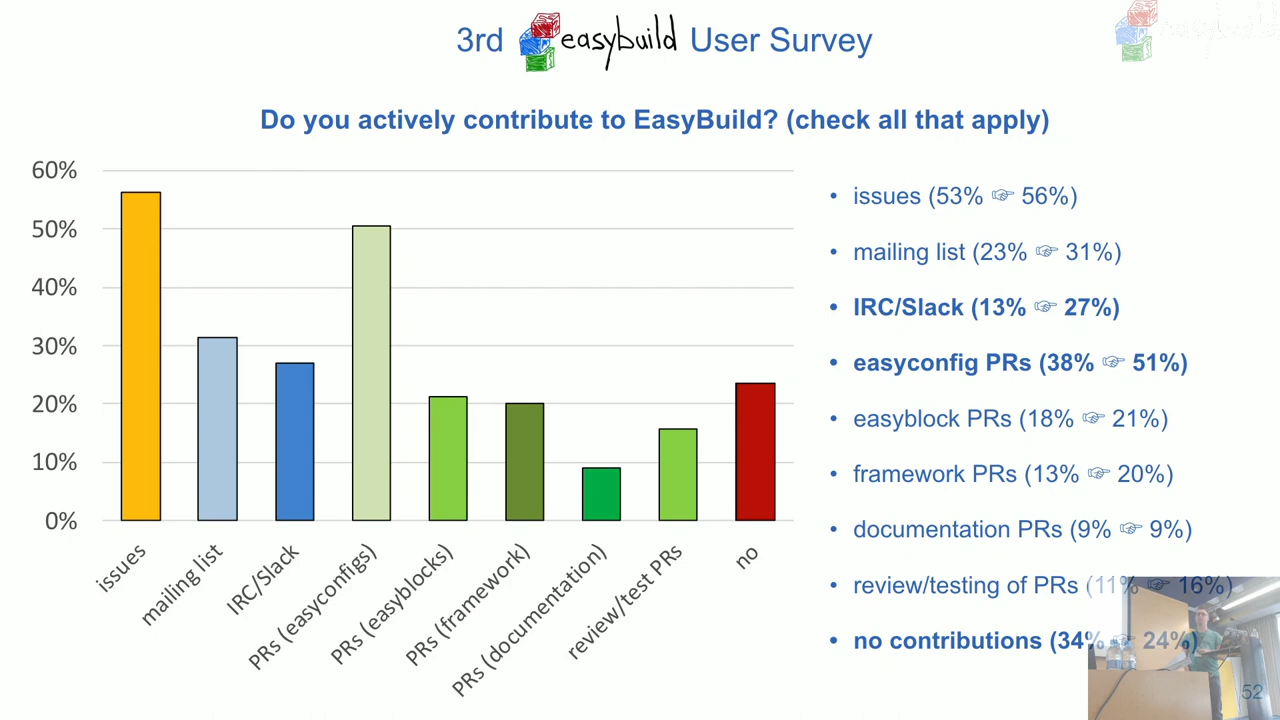 3rd easybuild User Survey
easybuild
Do you actively contribute to EasyBuild? (check all that apply)
60%
50%
40%
30%
20%
10%
0%
issues
mailing list
IRC/Slack
PRs (easyconfigs)
PRs (easyblocks)
PRs (framework)
PRs (documentation)
review/test PRs
no
• issues (53% ☞ 56%)
• mailing list (23% ☞ 31%)
• IRC/Slack (13% ☞ 27%)
• easyconfig PRs (38% ☞ 51%)
• easyblock PRs (18% ☞ 21%)
• framework PRs (13% ☞ 20%)
• documentation PRs (9% ☞ 9%)
• review/testing of PRs (11% ☞ 16%)
• no contributions (34% ☞ 24%)
52